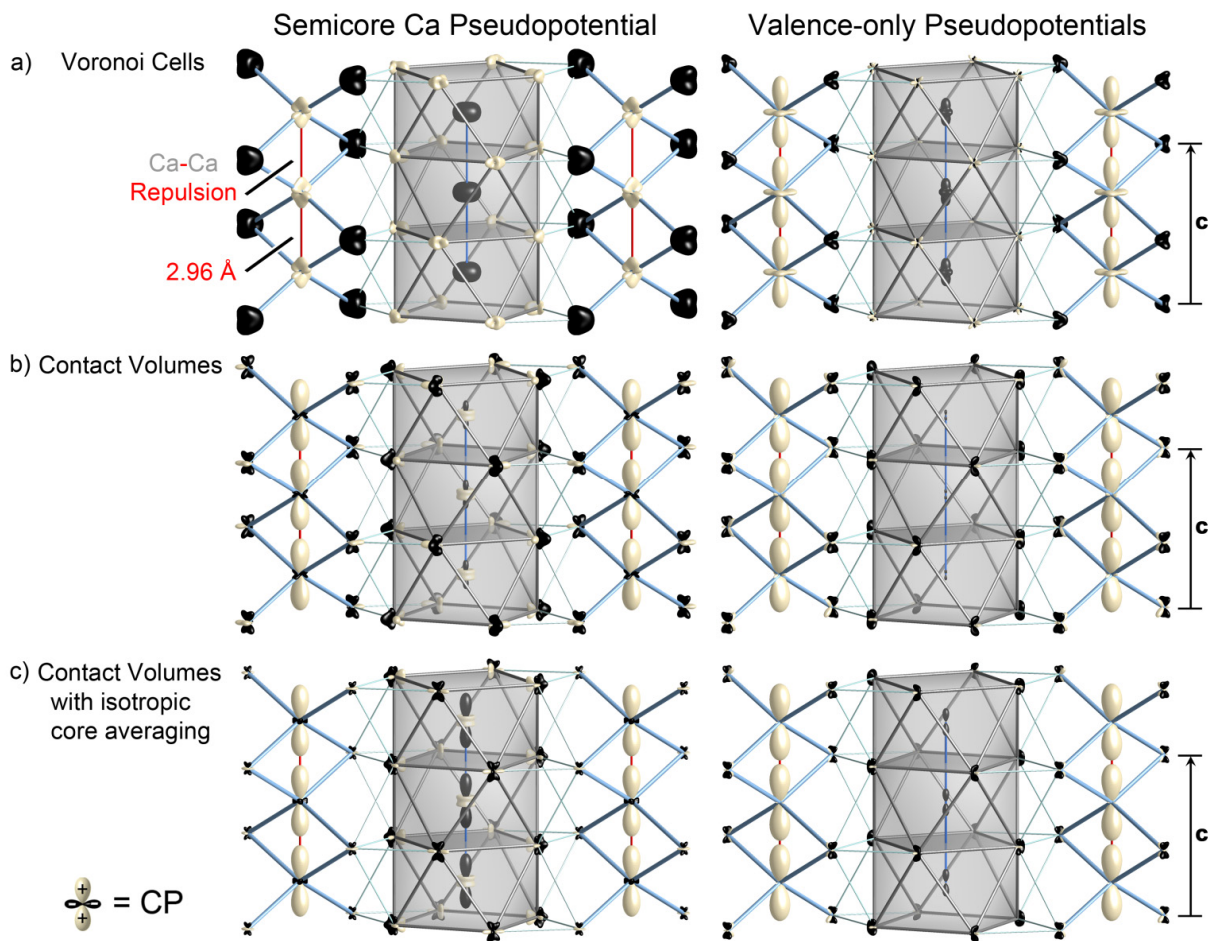 Semicore Ca Pseudopotential
Valence-only Pseudopotentials
a) Voronoi Cells
Ca-Ca
Repulsion
2.96 Å
c
b) Contact Volumes
c
c) Contact Volumes
with isotropic
core averaging
c
+
+
= CP